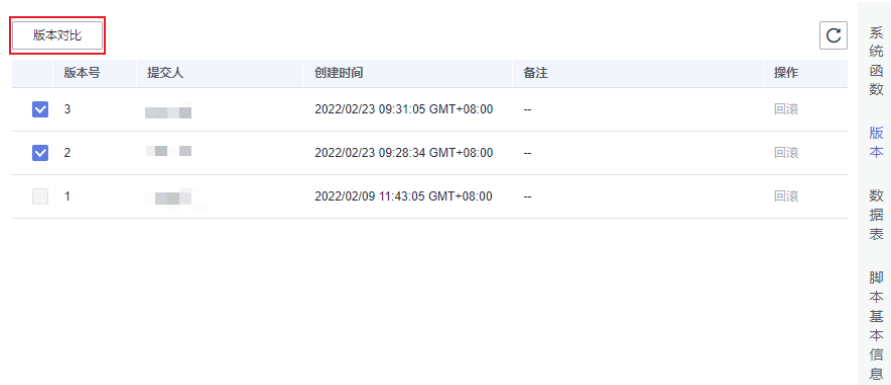 版本对比
版本号 提交人 创建时间 备注 操作
3 2022/02/23 09:31:05 GMT+08:00 -- 回滚
2 2022/02/23 09:28:34 GMT+08:00 -- 回滚
1 2022/02/09 11:43:05 GMT+08:00 -- 回滚
系统函数
版本
数据表
脚本基本信息